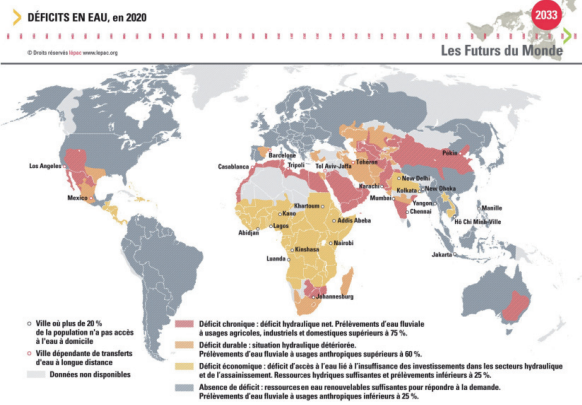 DÉFICITS EN EAU, en 2020
2033
© Droits réservés lépac www.lepac.org
Les Futurs du Monde
Los Angeles
Mexico
Barcelone
Casablanca
Tripoli
Tel Aviv-Jaffa
Téhéran
Pékin
Karachi
New Delhi
Mumbai
Kolkata
New Dhaka
Yangon
Chennai
Manille
Hô Chi Minh-Ville
Jakarta
Khartoum
Kano
Addis Abeba
Lagos
Abidjan
Nairobi
Kinshasa
Luanda
Johannesburg
Ville où plus de 20 %
de la population n'a pas accès
à l'eau à domicile
Ville dépendante de transferts
d'eau à longue distance
Données non disponibles
Déficit chronique : déficit hydraulique net. Prélèvements d'eau fluviale
à usages agricoles, industriels et domestiques supérieurs à 75 %.
Déficit durable : situation hydraulique détériorée.
Prélèvements d'eau fluviale à usages anthropiques supérieurs à 60 %.
Déficit économique : déficit d'accès à l'eau lié à l'insuffisance des investissements dans les secteurs hydraulique
et de l'assainissement. Ressources hydriques suffisantes et prélèvements inférieurs à 25 %.
Absence de déficit : ressources en eau renouvelables suffisantes pour répondre à la demande.
Prélèvements d'eau fluviale à usages anthropiques inférieurs à 25 %.